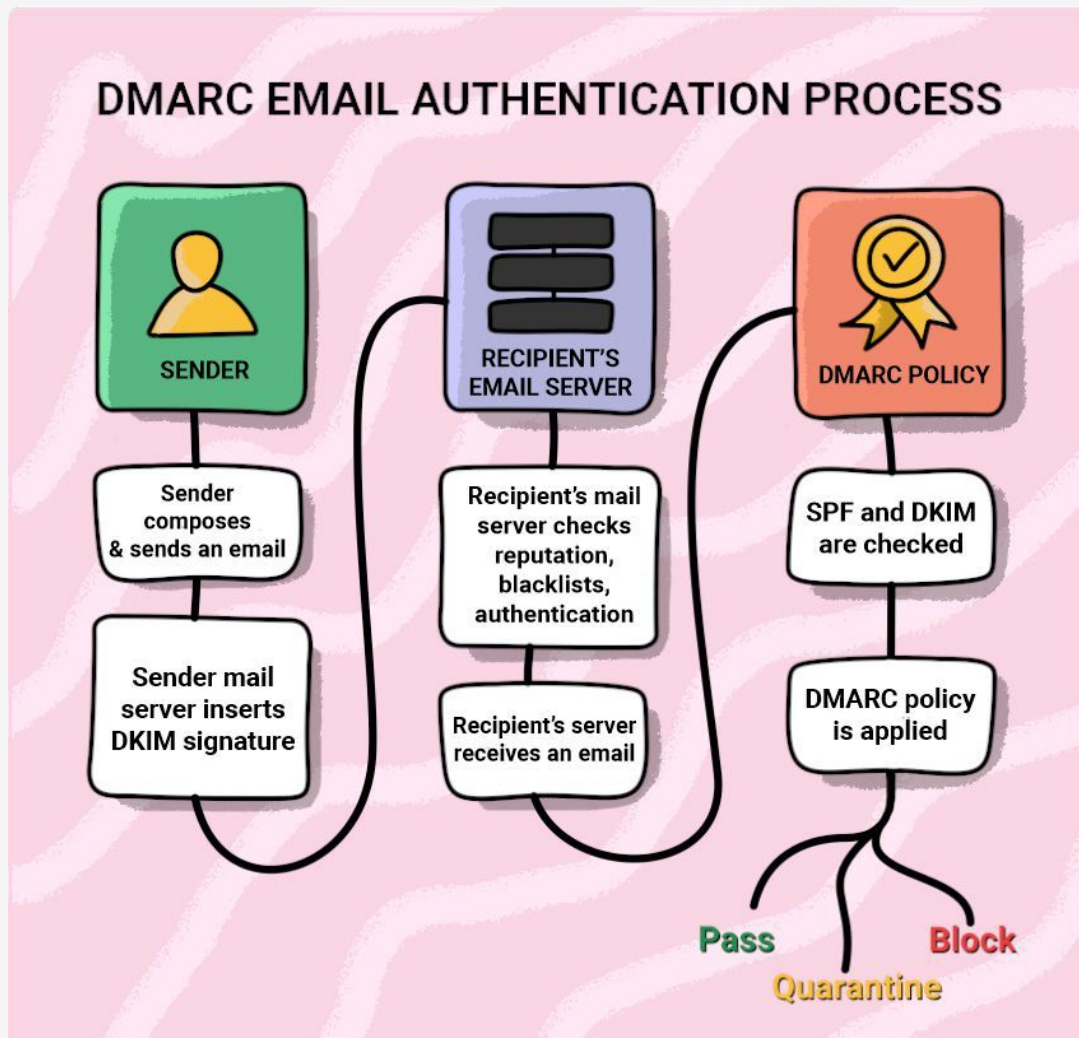 DMARC EMAIL AUTHENTICATION PROCESS
SENDER
Sender
composes
& sends an email
Sender mail
server inserts
DKIM signature
RECIPIENT'S
EMAIL SERVER
Recipient's mail
server checks
reputation,
blacklists,
authentication
Recipient's server
receives an email
DMARC POLICY
SPF and DKIM
are checked
DMARC policy
is applied
Pass
Quarantine
Block